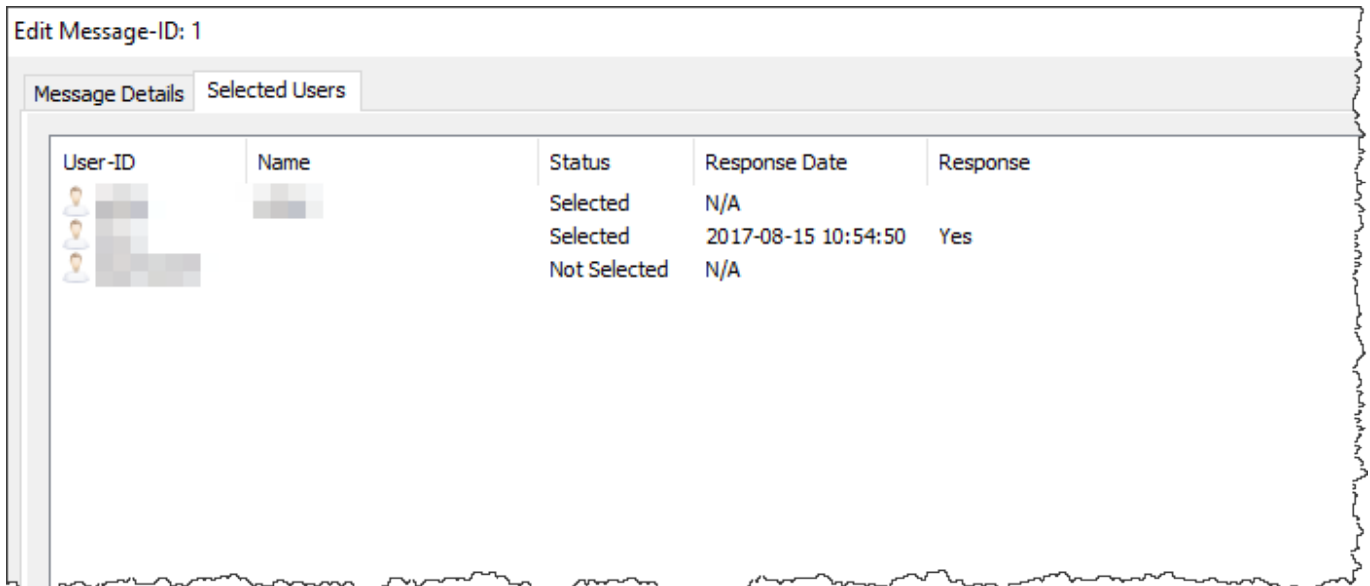 Edit Message-ID: 1
Message Details Selected Users
User-ID Name Status Response Date Response
Selected N/A
Selected 2017-08-15 10:54:50 Yes
Not Selected N/A